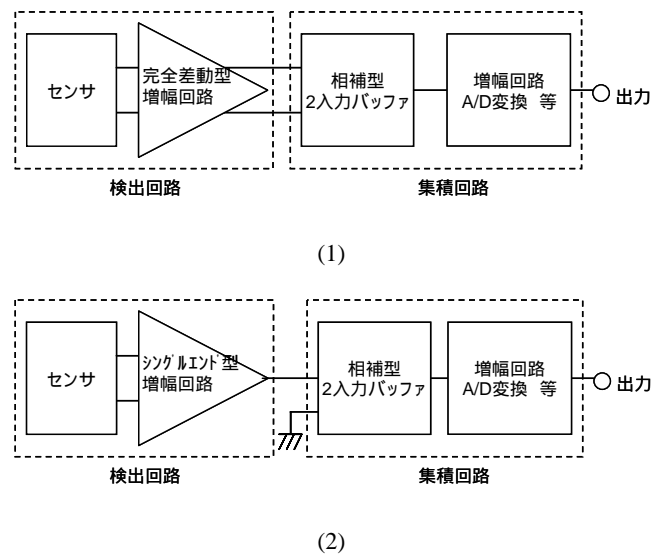 センサ
完全差動型
増幅回路
相補型
2入力バッファ
増幅回路
A/D変換 等
出力
検出回路
集積回路
(1)
センサ
シングルエンド型
増幅回路
相補型
2入力バッファ
増幅回路
A/D変換 等
出力
検出回路
集積回路
(2)